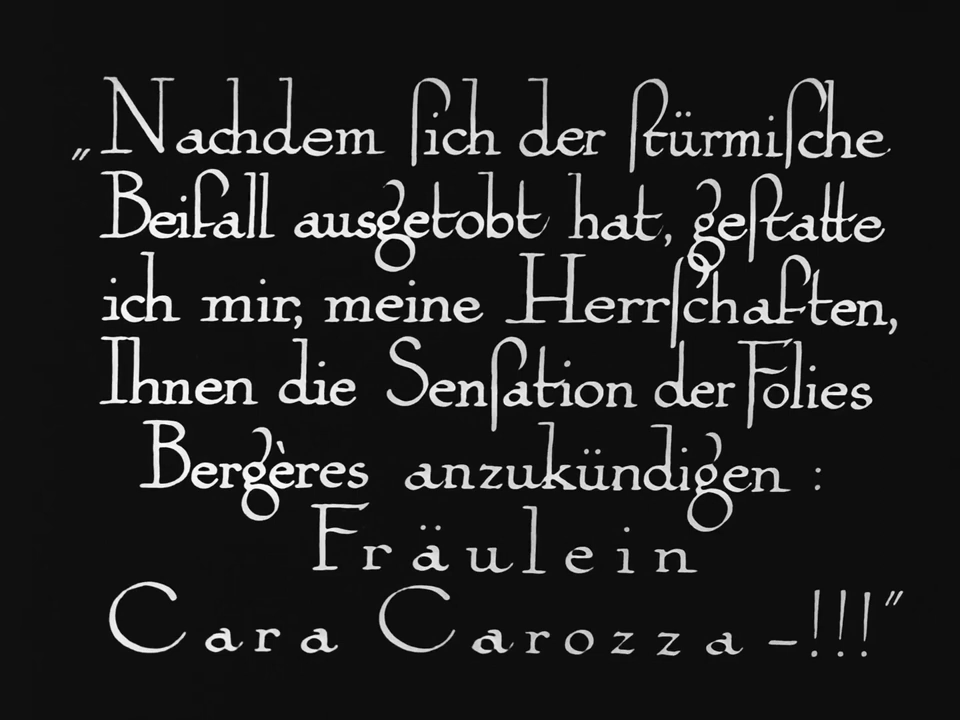 „Nachdem ſich der ſtürmiſche
Beifall ausgetobt hat, geſtatte
ich mir, meine Herrſchaften,
Ihnen die Senſation der Folies
Bergères anzukündigen :
Fräulein
Cara Carozza –!!!”